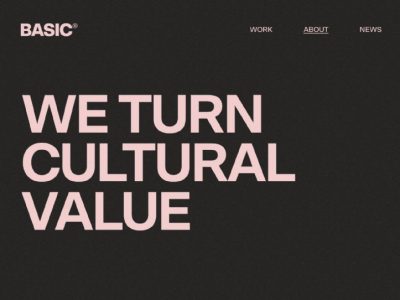 BASIC®
WORK ABOUT NEWS
WE TURN
CULTURAL
VALUE